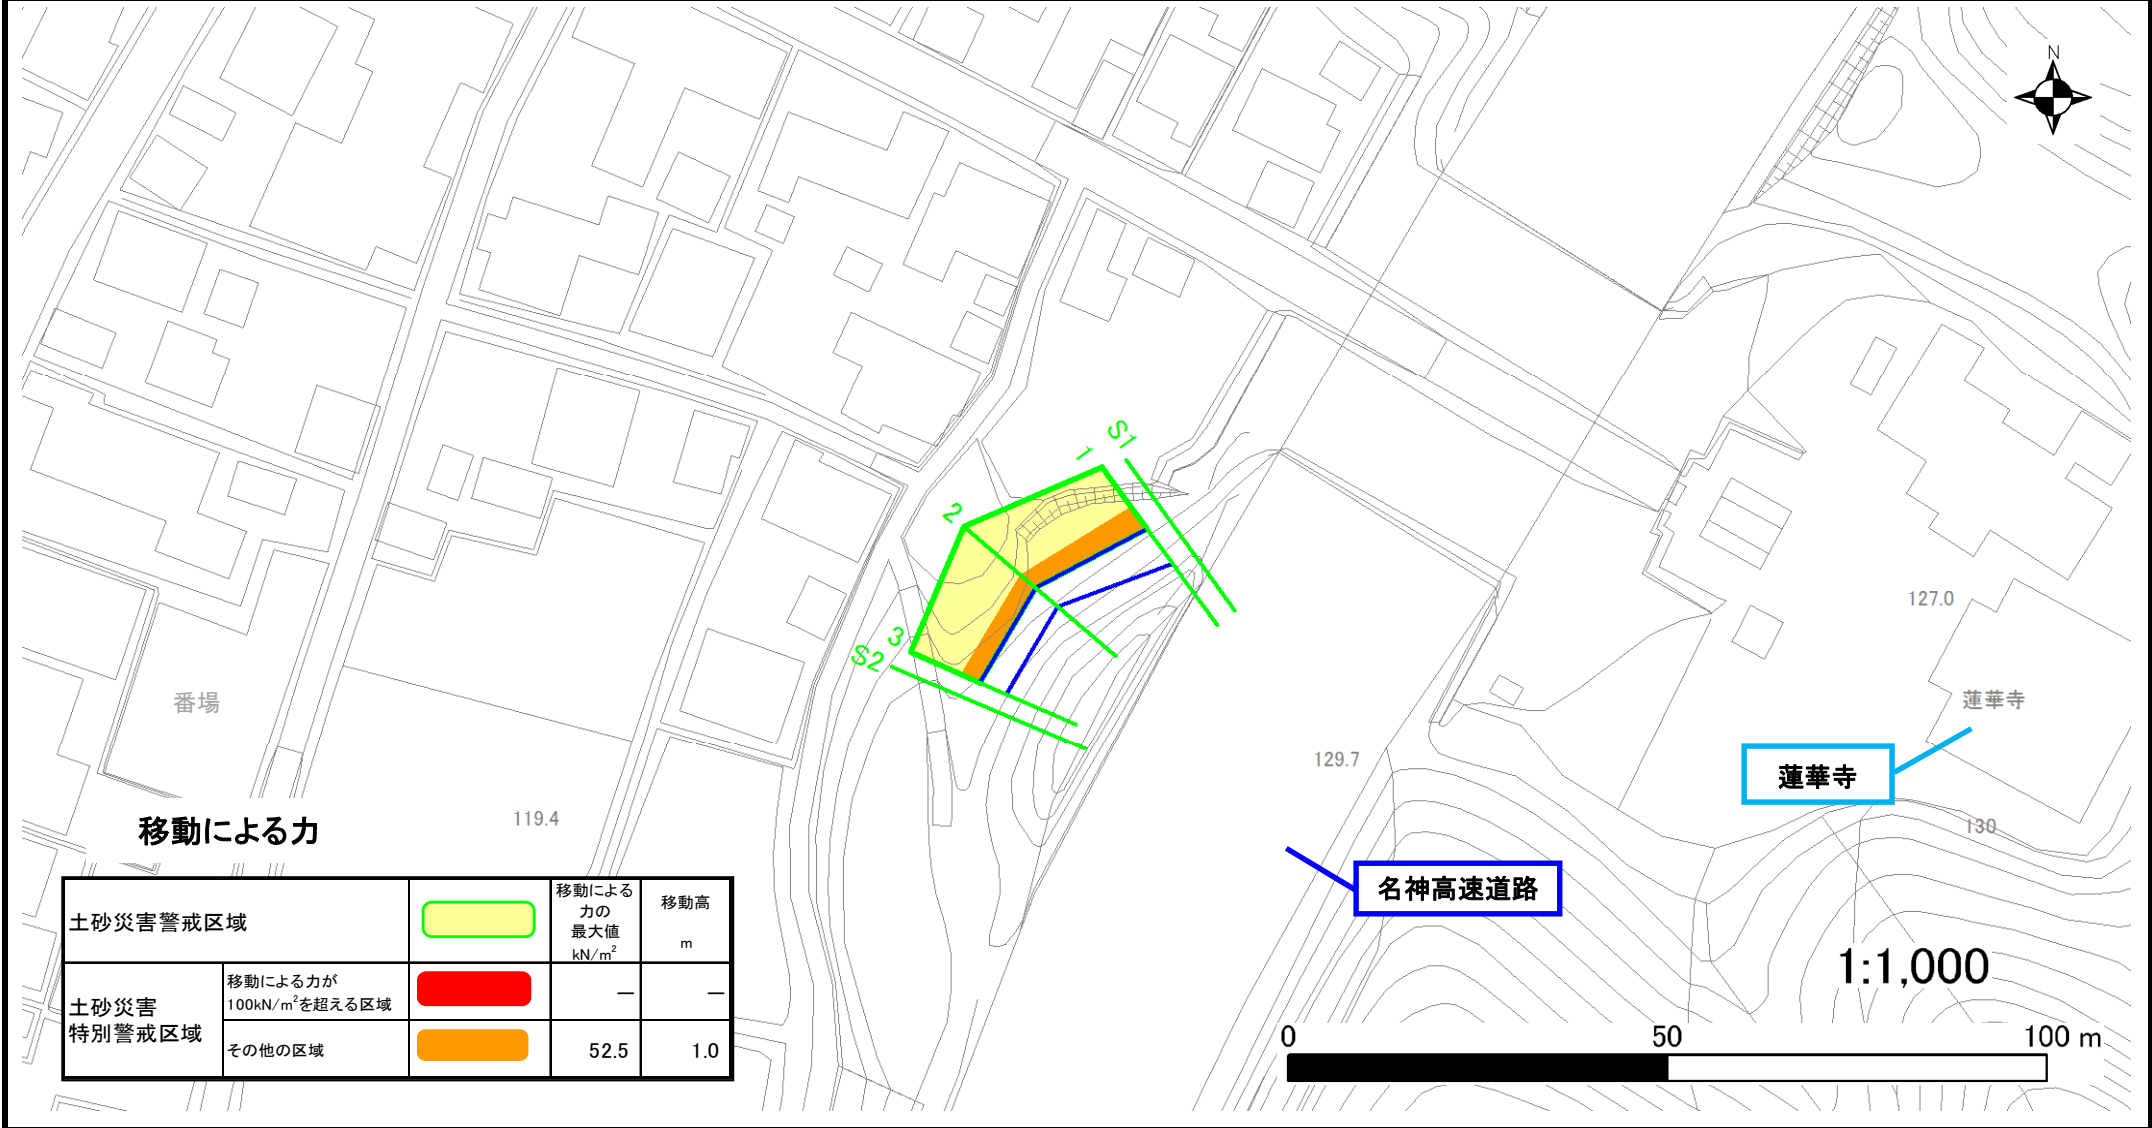 N
S1
1
2
3
S2
127.0
番場
蓮華寺
129.7
蓮華寺
119.4
130
移動による力
名神高速道路
土砂災害警戒区域
移動による
力の
最大値
kN/m²
移動高
m
土砂災害
特別警戒区域
移動による力が
100kN/m²を超える区域
―
―
その他の区域
52.5
1.0
1:1,000
0 50 100 m